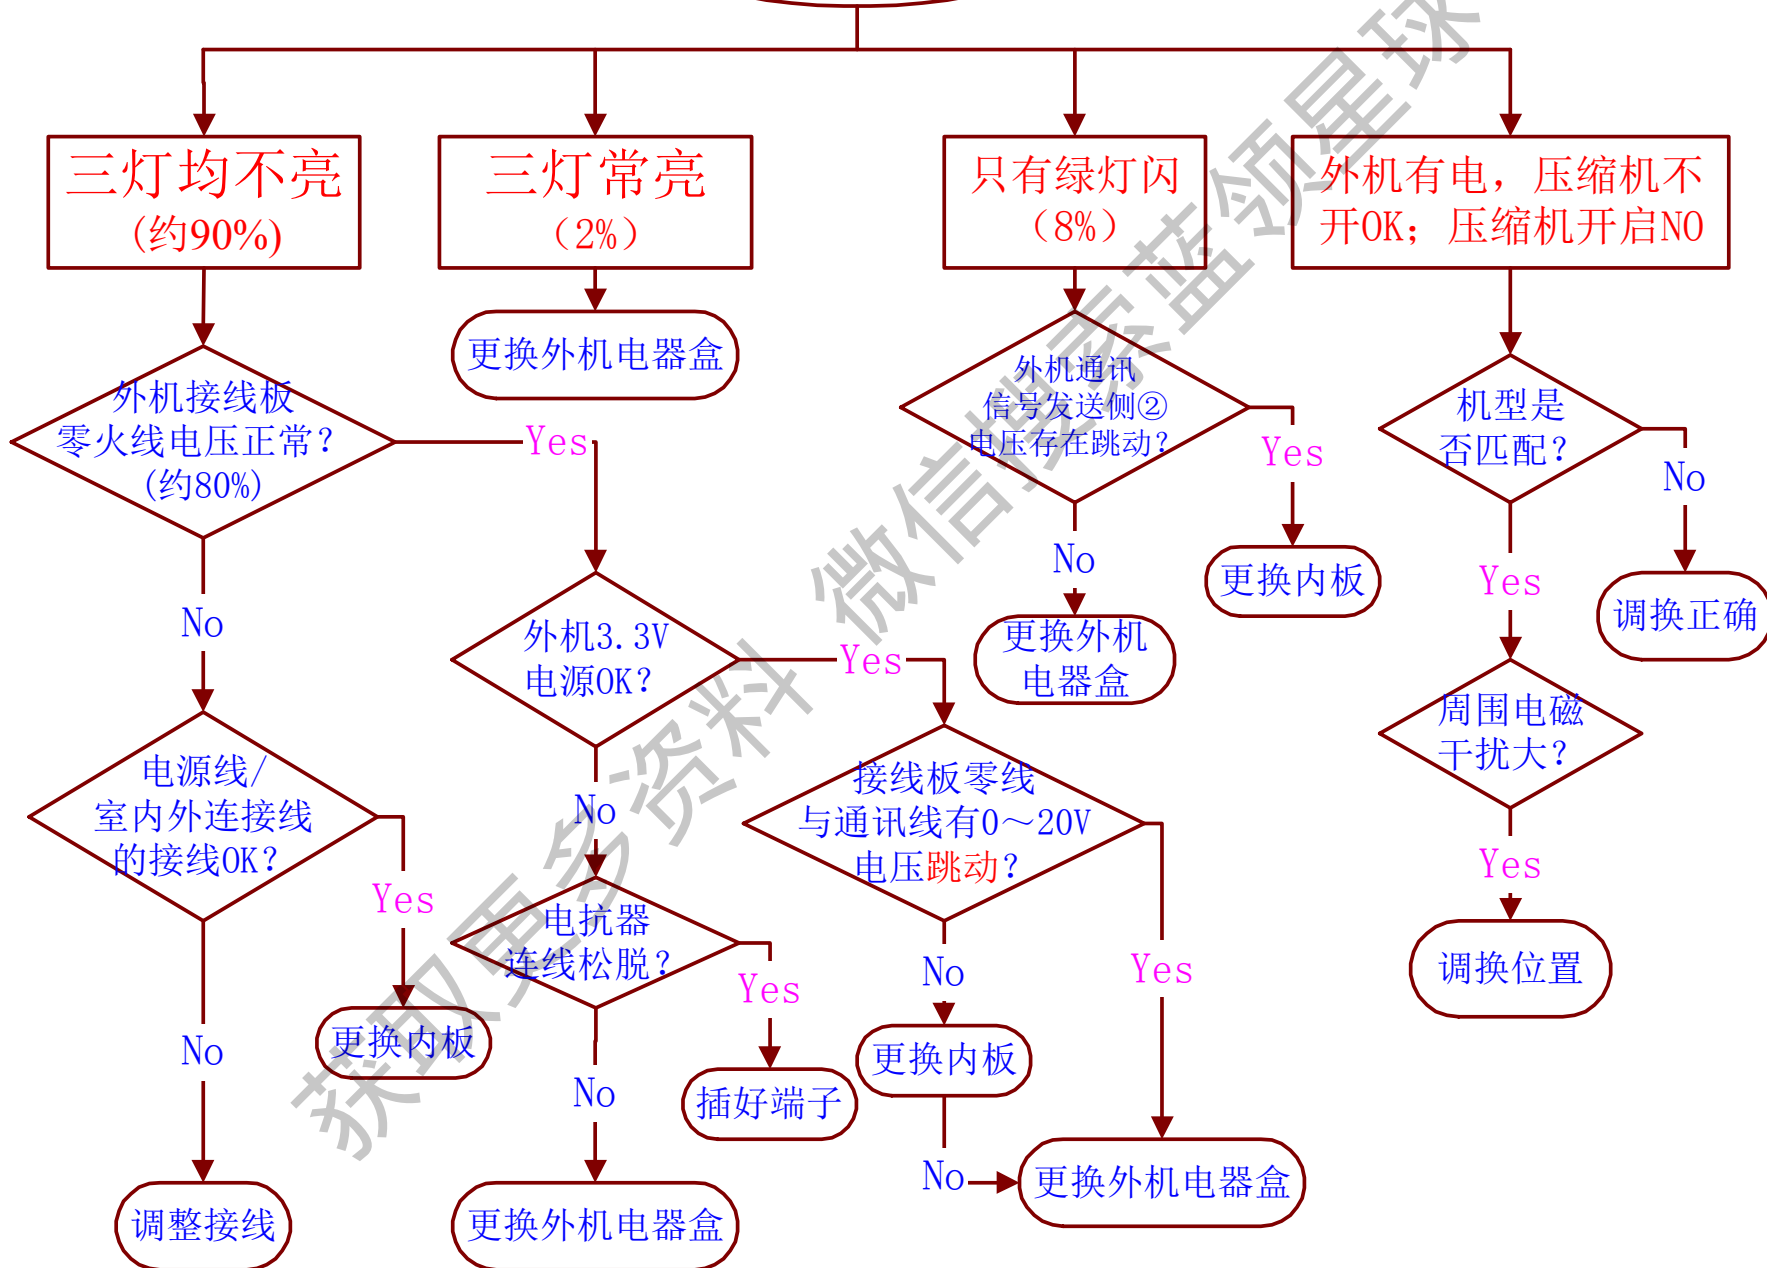 三灯均不亮
(约90%)
三灯常亮
（2%）
只有绿灯闪
（8%）
外机有电，压缩机不
开OK；压缩机开启NO
更换外机电器盒
外机接线板
零火线电压正常？
(约80%)
Yes
外机通讯
信号发送侧②
电压存在跳动？
Yes
机型是
否匹配？
No
No
更换内板
No
更换外机
电器盒
Yes
调换正确
No
外机3.3V
电源OK？
Yes
周围电磁
干扰大？
电源线/
室内外连接线
的接线OK？
Yes
No
接线板零线
与通讯线有0～20V
电压跳动？
Yes
Yes
调换位置
电抗器
连线松脱？
Yes
No
更换内板
No
更换内板
No
插好端子
No
更换外机电器盒
调整接线
更换外机电器盒
获取更多资料 微信搜索蓝领星球